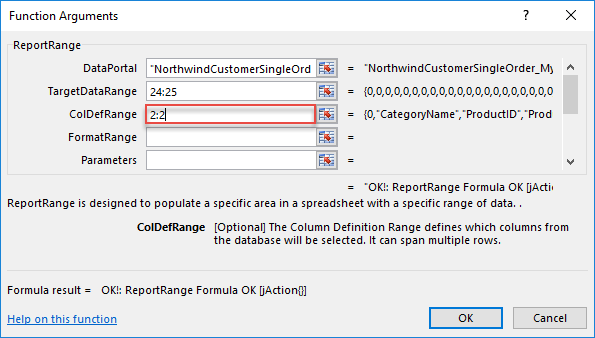 Function Arguments
ReportRange
DataPortal "NorthwindCustomerSingleOrd = "NorthwindCustomerSingleOrder_My
TargetDataRange 24:25 = {0,0,0,0,0,0,0,0,0,0,0,0,0,0,0,0,0,0,0,0,0
ColDefRange 2:2 = {0,"CategoryName","ProductID","Prod
FormatRange =
Parameters =
= "OK!: ReportRange Formula OK [jActio
ReportRange is designed to populate a specific area in a spreadsheet with a specific range of data. .
ColDefRange [Optional] The Column Definition Range defines which columns from
the database will be selected. It can span multiple rows.
Formula result = OK!: ReportRange Formula OK [jAction{}]
Help on this function
OK Cancel